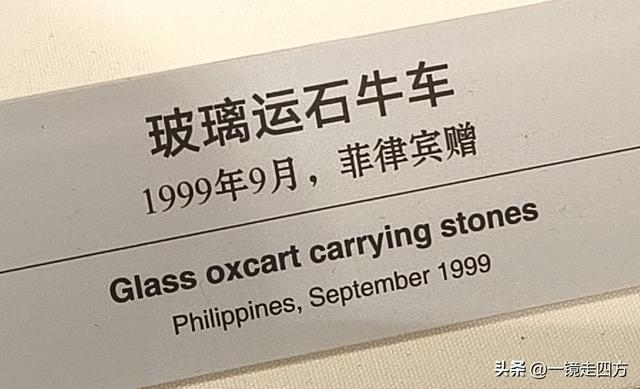 玻璃运石牛车
1999年9月，菲律宾赠
Glass oxcart carrying stones
Philippines, September 1999
头条 @一镜走四方